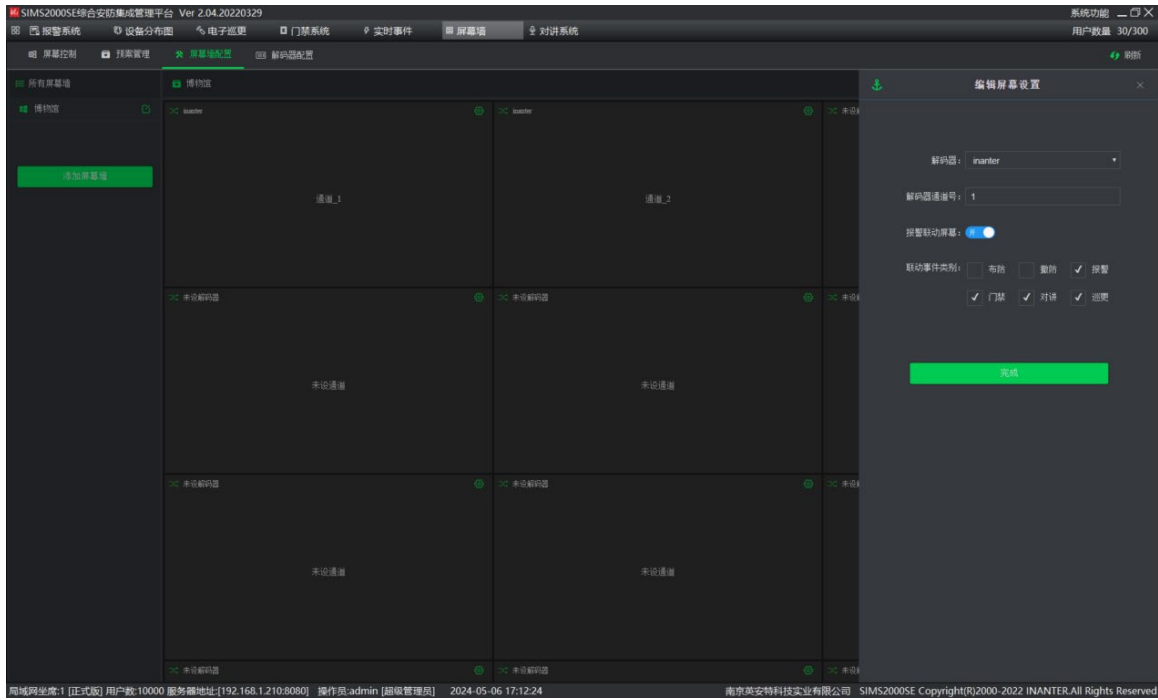 SIMS2000SE综合安防集成管理平台 Ver 2.04.20220329 系统功能
报警系统 设备分布图 电子巡更 门禁系统 实时事件 屏幕墙 对讲系统 用户数量 30/300
屏幕控制 预案管理 屏幕墙配置 解码器配置 刷新
所有屏幕墙 博物馆 编辑屏幕设置
博物馆 inanter inanter 未设
解码器： inanter
添加屏幕墙
通道_1 通道_2 解码器通道号： 1
报警联动屏幕： 开
联动事件类别： 布防 撤防 报警
未设解码器 未设解码器 未设 门禁 对讲 巡更
完成
未设通道 未设通道
未设解码器 未设解码器 未设
未设通道 未设通道
未设解码器 未设解码器 未设
局域网坐席:1 [正式版] 用户数:10000 服务器地址:[192.168.1.210:8080] 操作员:admin [超级管理员] 2024-05-06 17:12:24 南京英安特科技实业有限公司 SIMS2000SE Copyright(R)2000-2022 INANTER.All Rights Reserved